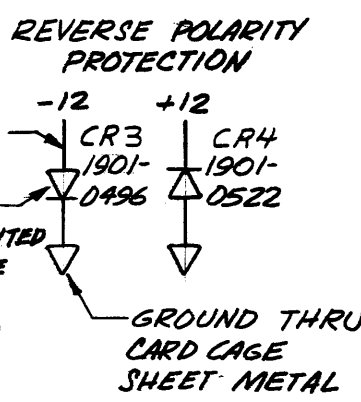 REVERSE POLARITY
PROTECTION
-12 +12
CR3 CR4
1901- 1901-
0496 0522
GROUND THRU
CARD CAGE
SHEET METAL